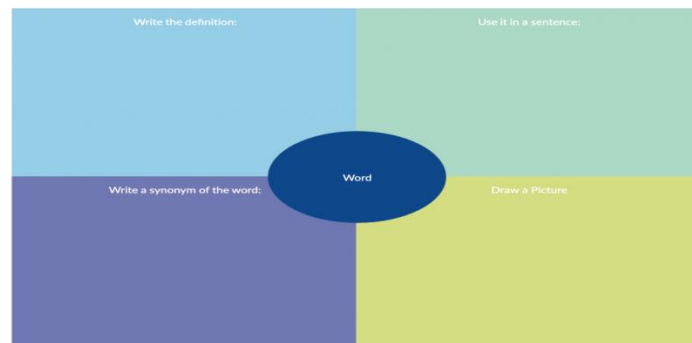 Write the definition:
Use it in a sentence:
Word
Write a synonym of the word:
Draw a Picture